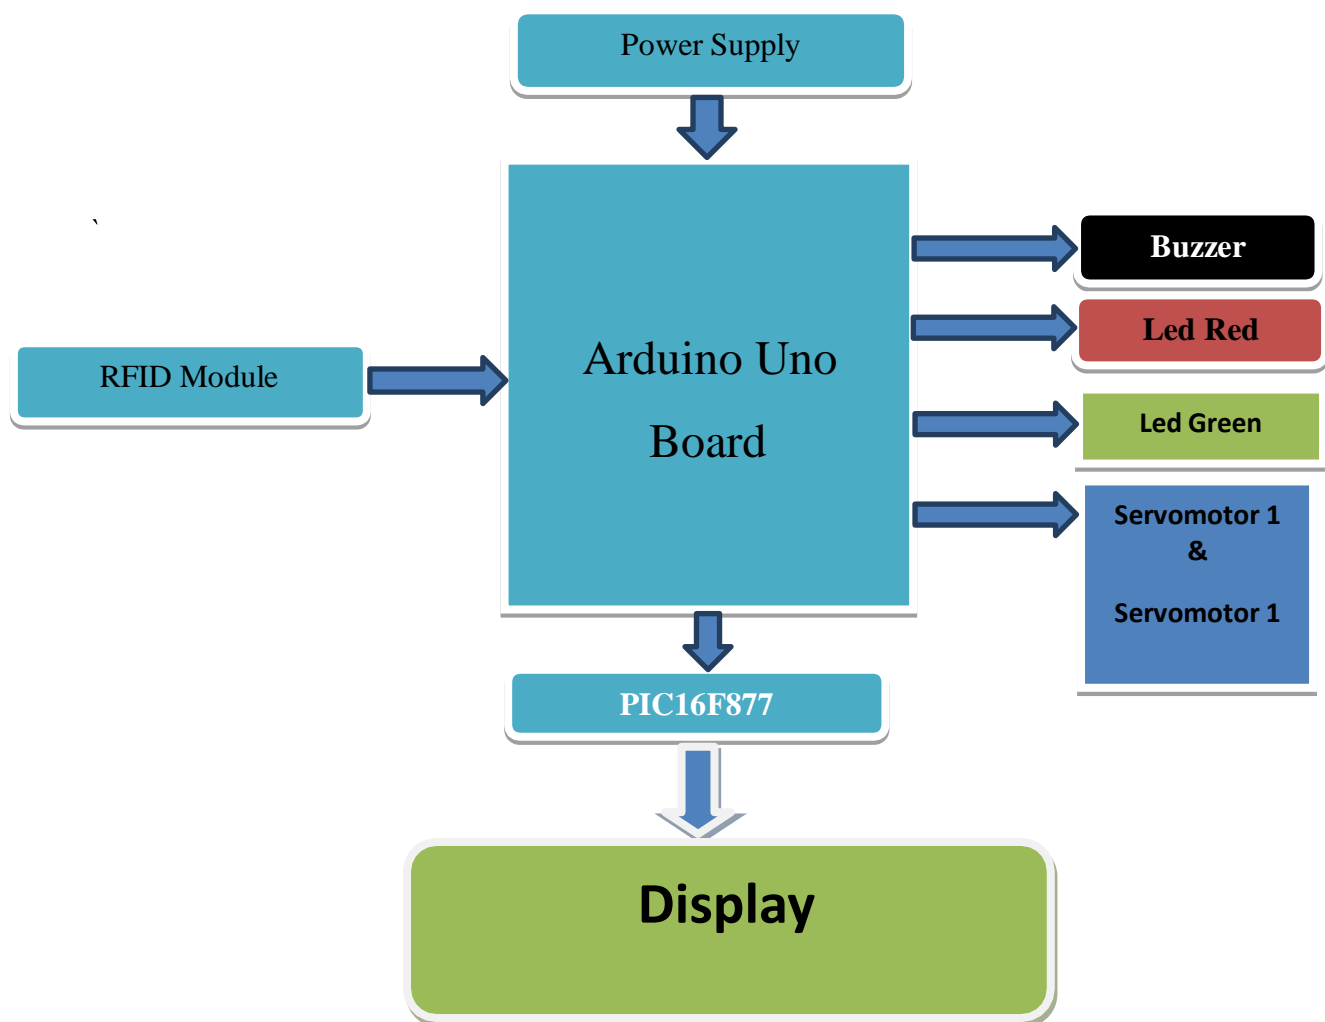 Power Supply
`
Buzzer
Led Red
RFID Module
Arduino Uno
Board
Led Green
Servomotor 1
&
Servomotor 1
PIC16F877
Display